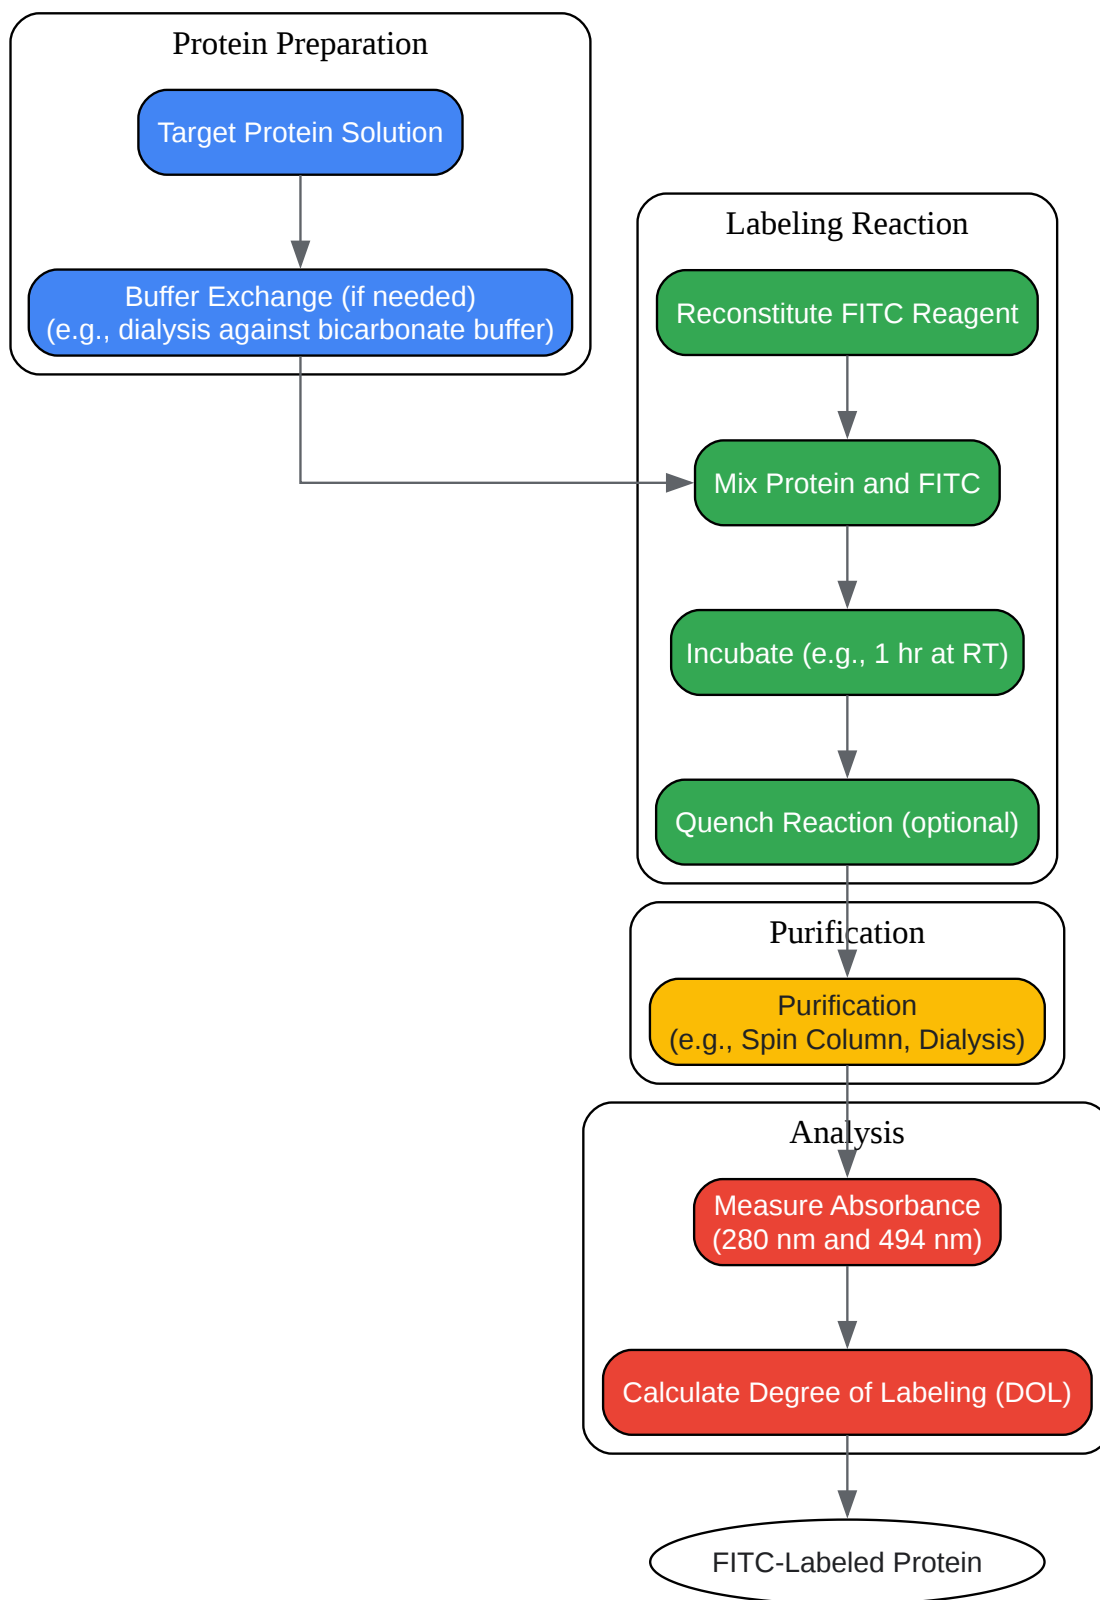 Protein Preparation
Target Protein Solution
Buffer Exchange (if needed)
(e.g., dialysis against bicarbonate buffer)
Labeling Reaction
Reconstitute FITC Reagent
Mix Protein and FITC
Incubate (e.g., 1 hr at RT)
Quench Reaction (optional)
Purification
Purification
(e.g., Spin Column, Dialysis)
Analysis
Measure Absorbance
(280 nm and 494 nm)
Calculate Degree of Labeling (DOL)
FITC-Labeled Protein